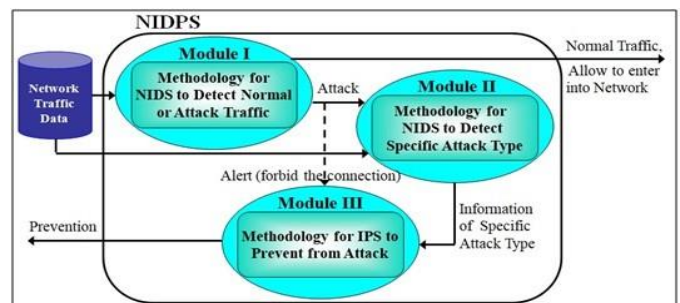 NIDPS
Module I
Methodology for
NIDS to Detect Normal
or Attack Traffic
Network
Traffic
Data
Attack
Normal Traffic,
Allow to enter
into Network
Module II
Methodology for
NIDS to Detect
Specific Attack Type
Alert (forbid the connection)
Module III
Methodology for IPS to
Prevent from Attack
Information
of Specific
Attack Type
Prevention